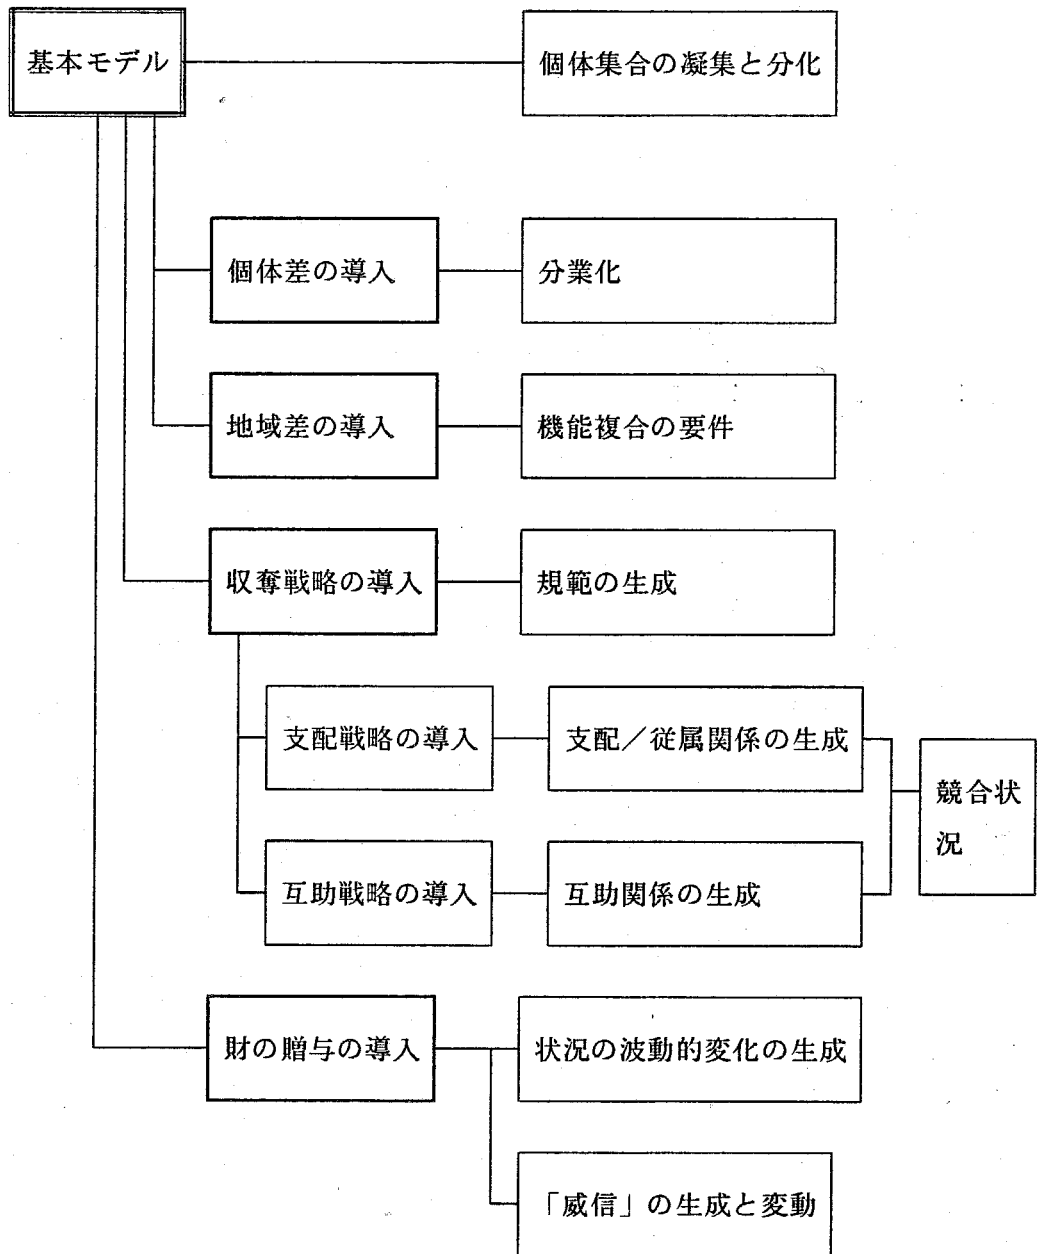 基本モデル
個体集合の凝集と分化
個体差の導入
分業化
地域差の導入
機能複合の要件
収奪戦略の導入
規範の生成
支配戦略の導入
支配／従属関係の生成
競合状
況
互助戦略の導入
互助関係の生成
財の贈与の導入
状況の波動的変化の生成
「威信」の生成と変動